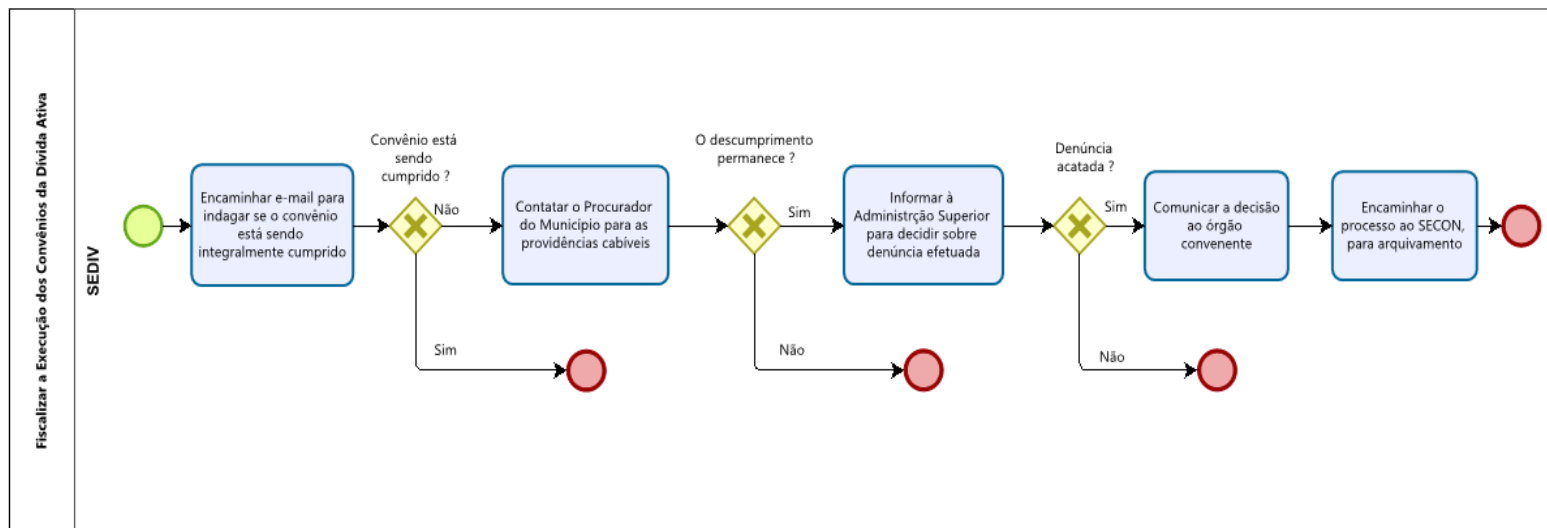 Fiscalizar a Execução dos Convênios da Dívida Ativa
SEDIV
Encaminhar e-mail para
indagar se o convênio
está sendo
integralmente cumprido
Convênio está
sendo
cumprido ?
Não
Sim
Contatar o Procurador
do Município para as
providências cabíveis
O descumprimento
permanece ?
Sim
Não
Informar à
Administrção Superior
para decidir sobre
denúncia efetuada
Denúncia
acatada ?
Sim
Não
Comunicar a decisão
ao órgão
convenente
Encaminhar o
processo ao SECON,
para arquivamento